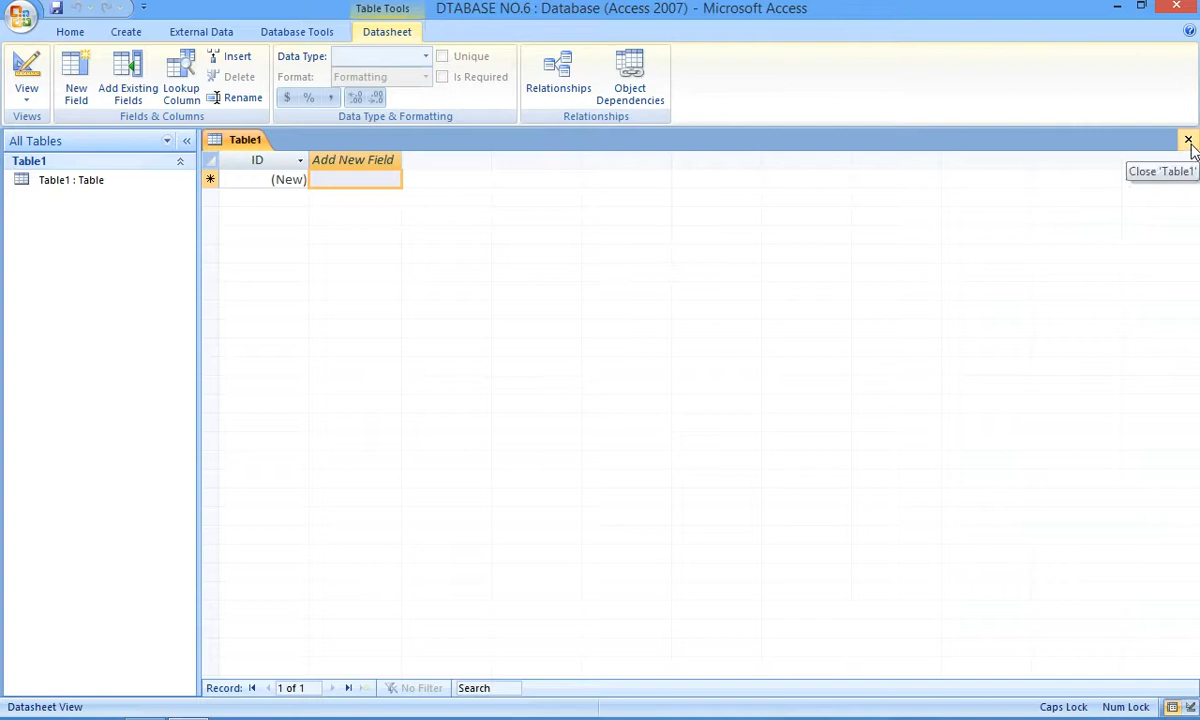 Table Tools
DTABASE NO.6 : Database (Access 2007) - Microsoft Access
Home
Create
External Data
Database Tools
Datasheet
View
New Field
Add Existing Fields
Lookup Column
Insert
Delete
Rename
Data Type:
Format: Formatting
$ %
Unique
Is Required
Relationships
Object Dependencies
Views
Fields & Columns
Data Type & Formatting
Relationships
All Tables
Table1
Table1 : Table
Table1
Close 'Table1'
ID
Add New Field
(New)
Record:
1 of 1
No Filter
Search
Datasheet View
Caps Lock
Num Lock